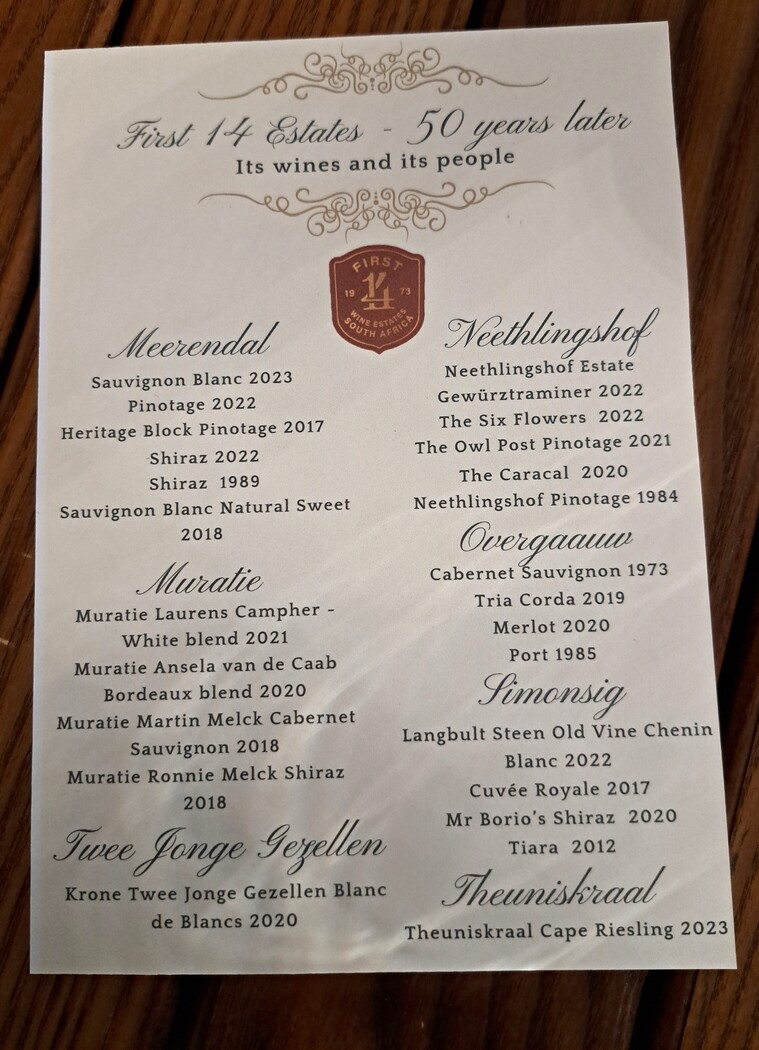 First 14 Estates - 50 years later
Its wines and its people
FIRST
14
19 73
WINE ESTATES
SOUTH AFRICA
Meerendal
Sauvignon Blanc 2023
Pinotage 2022
Heritage Block Pinotage 2017
Shiraz 2022
Shiraz 1989
Sauvignon Blanc Natural Sweet
2018
Muratie
Muratie Laurens Campher -
White blend 2021
Muratie Ansela van de Caab
Bordeaux blend 2020
Muratie Martin Melck Cabernet
Sauvignon 2018
Muratie Ronnie Melck Shiraz
2018
Twee Jonge Gezellen
Krone Twee Jonge Gezellen Blanc
de Blancs 2020
Neethlingshof
Neethlingshof Estate
Gewürztraminer 2022
The Six Flowers 2022
The Owl Post Pinotage 2021
The Caracal 2020
Neethlingshof Pinotage 1984
Overgaauw
Cabernet Sauvignon 1973
Tria Corda 2019
Merlot 2020
Port 1985
Simonsig
Langbult Steen Old Vine Chenin
Blanc 2022
Cuvée Royale 2017
Mr Borio's Shiraz 2020
Tiara 2012
Theuniskraal
Theuniskraal Cape Riesling 2023